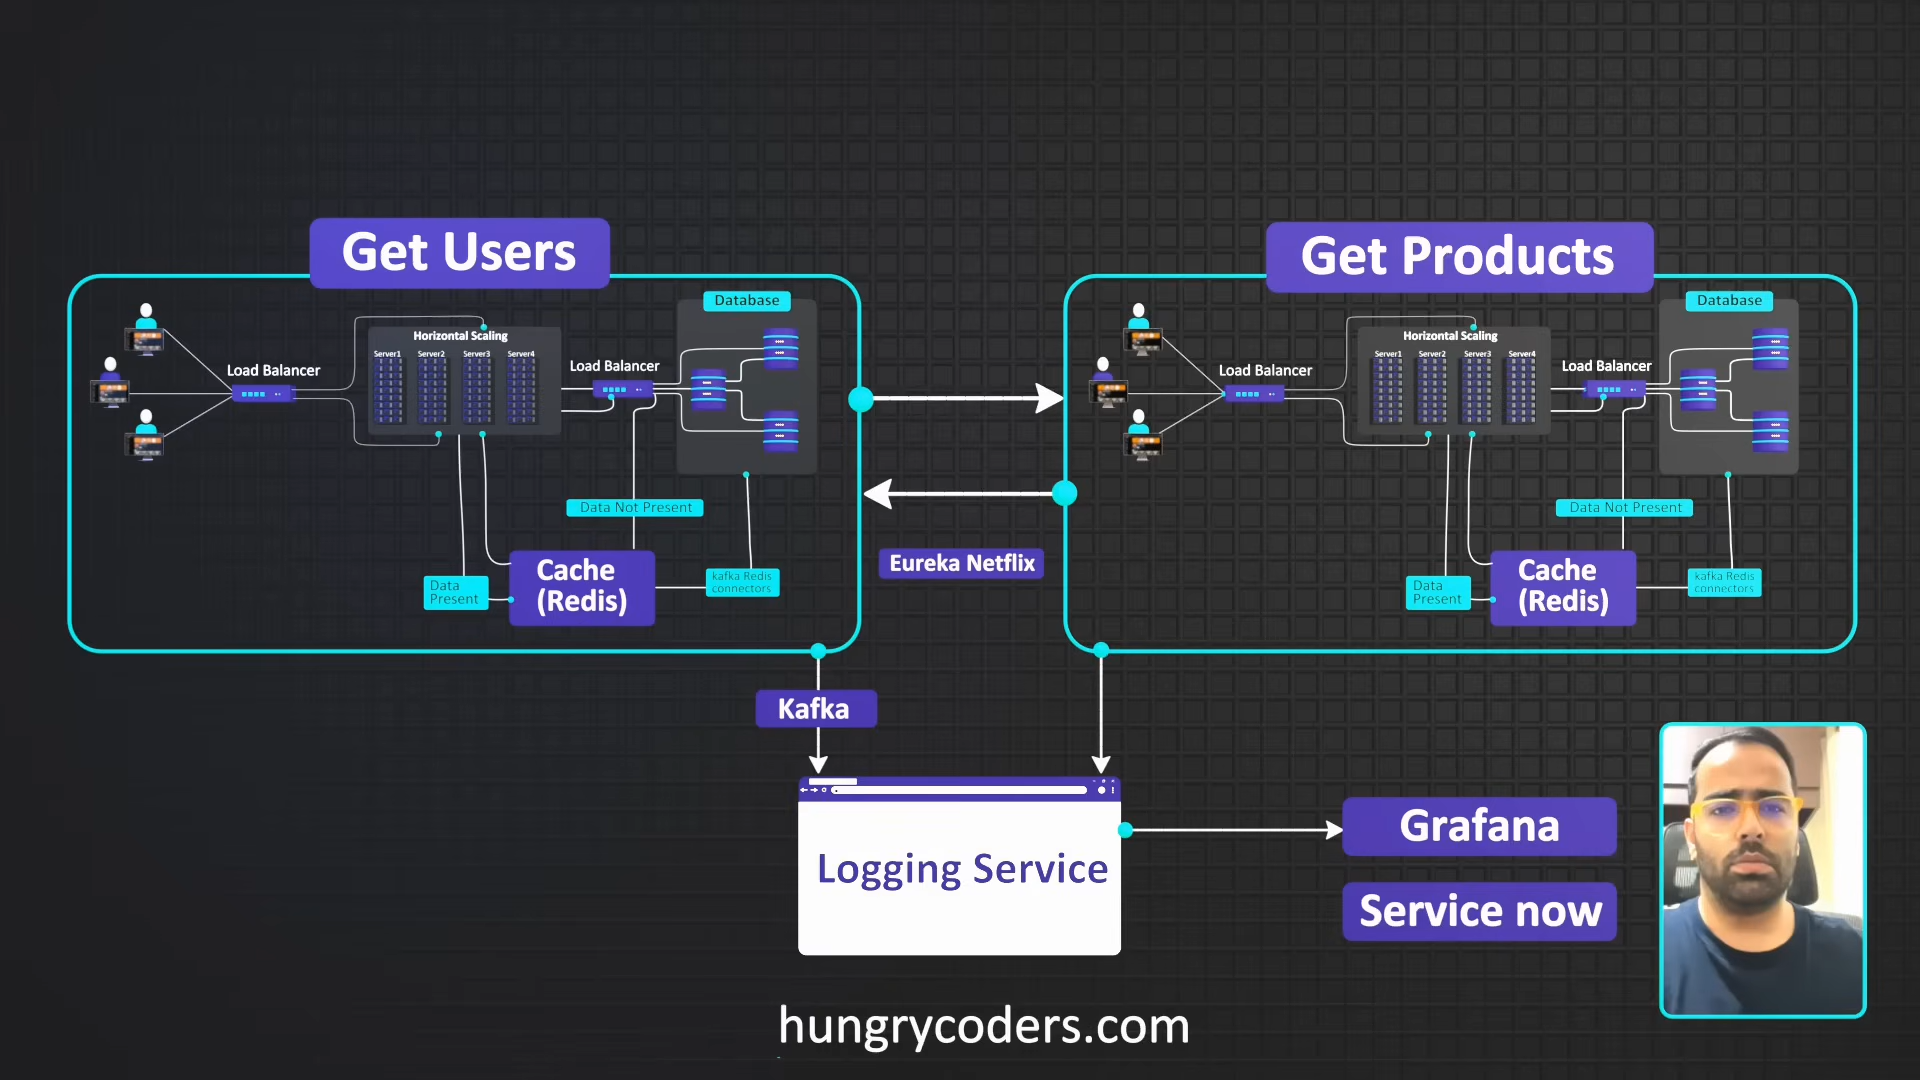 Get Users
Get Products
Database
Horizontal Scaling
Server1 Server2 Server3 Server4
Load Balancer
Load Balancer
Data Not Present
Cache
(Redis)
Data
Present
kafka Redis
connectors
Eureka Netflix
Database
Horizontal Scaling
Server1 Server2 Server3 Server4
Load Balancer
Load Balancer
Data Not Present
Cache
(Redis)
Data
Present
kafka Redis
connectors
Kafka
Logging Service
Grafana
Service now
hungrycoders.com